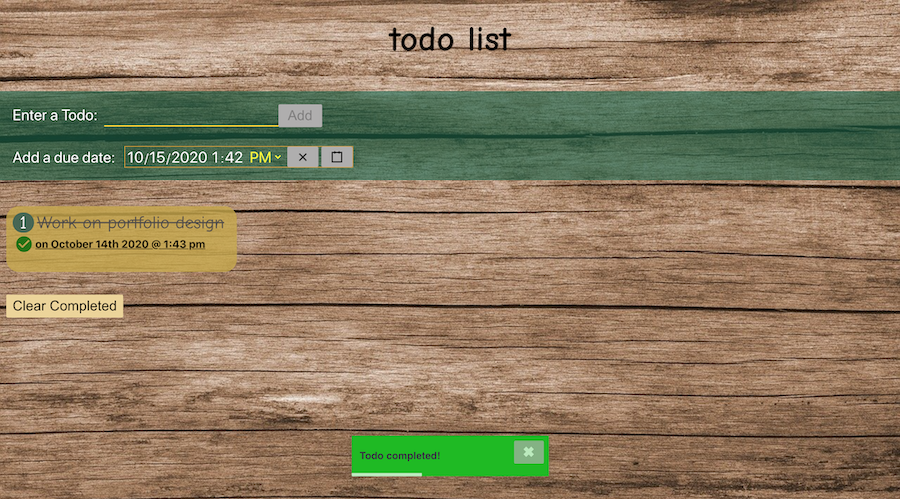 todo list
Enter a Todo: Add
Add a due date: 10/15/2020 1:42 PM
1 Work on portfolio design
on October 14th 2020 @ 1:43 pm
Clear Completed
Todo completed!